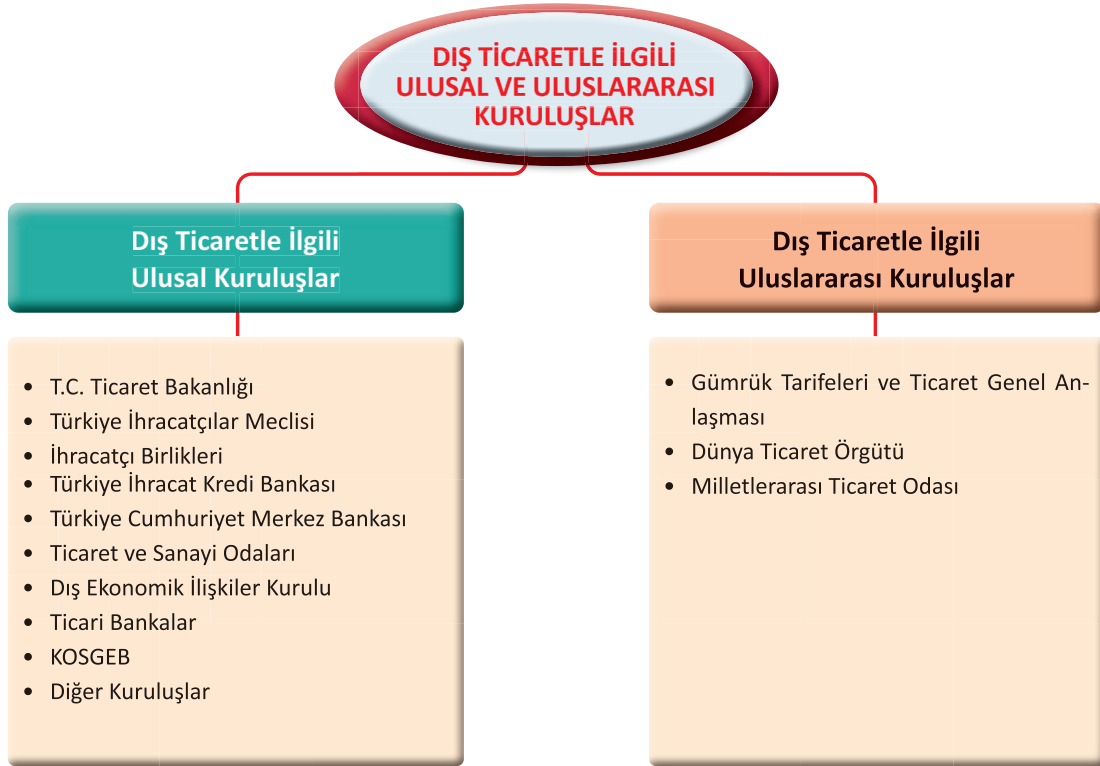 DIŞ TİCARETLE İLGİLİ
ULUSAL VE ULUSLARARASI
KURULUŞLAR
Dış Ticaretle İlgili
Ulusal Kuruluşlar
• T.C. Ticaret Bakanlığı
• Türkiye İhracatçılar Meclisi
• İhracatçı Birlikleri
• Türkiye İhracat Kredi Bankası
• Türkiye Cumhuriyet Merkez Bankası
• Ticaret ve Sanayi Odaları
• Dış Ekonomik İlişkiler Kurulu
• Ticari Bankalar
• KOSGEB
• Diğer Kuruluşlar
Dış Ticaretle İlgili
Uluslararası Kuruluşlar
• Gümrük Tarifeleri ve Ticaret Genel An-
laşması
• Dünya Ticaret Örgütü
• Milletlerarası Ticaret Odası